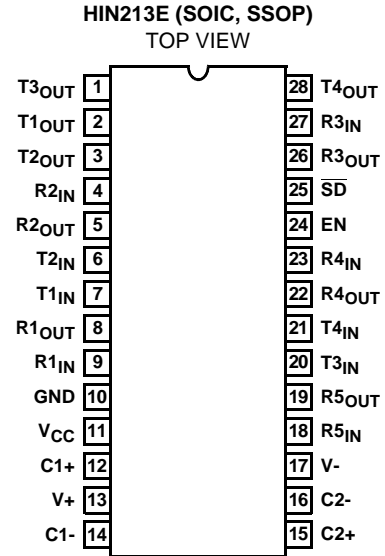 HIN213E (SOIC, SSOP)
TOP VIEW
T3OUT 1 28 T4OUT
T1OUT 2 27 R3IN
T2OUT 3 26 R3OUT
R2IN 4 25 SD
R2OUT 5 24 EN
T2IN 6 23 R4IN
T1IN 7 22 R4OUT
R1OUT 8 21 T4IN
R1IN 9 20 T3IN
GND 10 19 R5OUT
VCC 11 18 R5IN
C1+ 12 17 V-
V+ 13 16 C2-
C1- 14 15 C2+